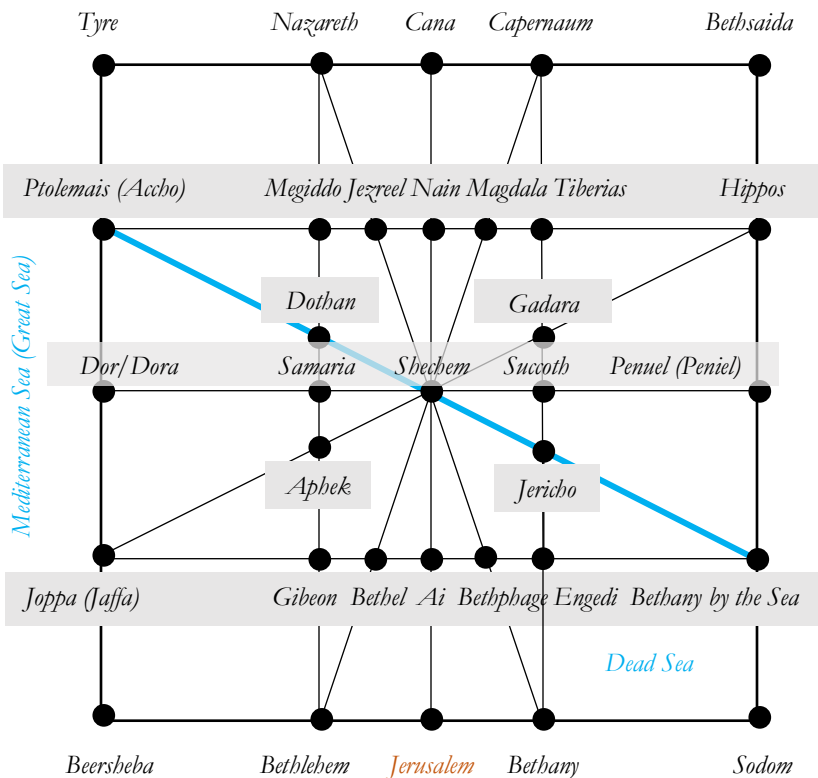 Tyre Nazareth Cana Capernaum Bethsaida
Ptolemais (Accho) Megiddo Jezreel Nain Magdala Tiberias Hippos
Mediterranean Sea (Great Sea)
Dothan Gadara
Dor/Dora Samaria Shechem Succoth Penuel (Peniel)
Aphek Jericho
Joppa (Jaffa) Gibeon Bethel Ai Bethphage Engedi Bethany by the Sea
Dead Sea
Beersheba Bethlehem Jerusalem Bethany Sodom